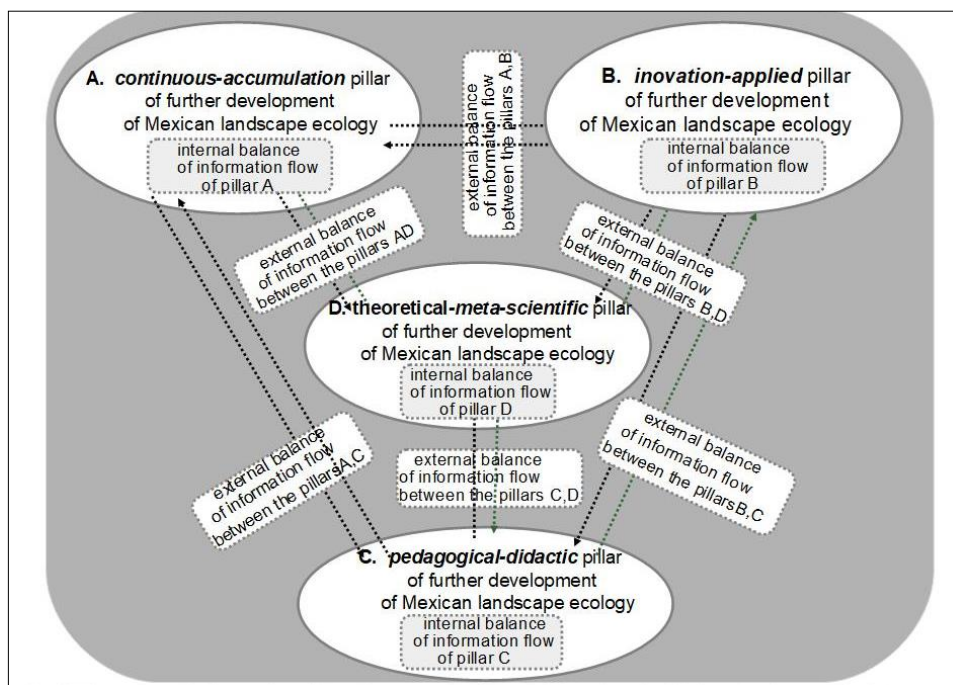 A. continuous-accumulation pillar
of further development
of Mexican landscape ecology
internal balance
of information flow
of pillar A
external balance
of information flow
between the pillars A,B
B. inovation-applied pillar
of further development
of Mexican landscape ecology
internal balance
of information flow
of pillar B
external balance
of information flow
between the pillars AD
external balance
of information flow
between the pillars B,D
D. theoretical-meta-scientific pillar
of further development
of Mexican landscape ecology
internal balance
of information flow
of pillar D
external balance
of information flow
between the pillars A,C
external balance
of information flow
between the pillars C,D
external balance
of information flow
between the pillars B,C
C. pedagogical-didactic pillar
of further development
of Mexican landscape ecology
internal balance
of information flow
of pillar C